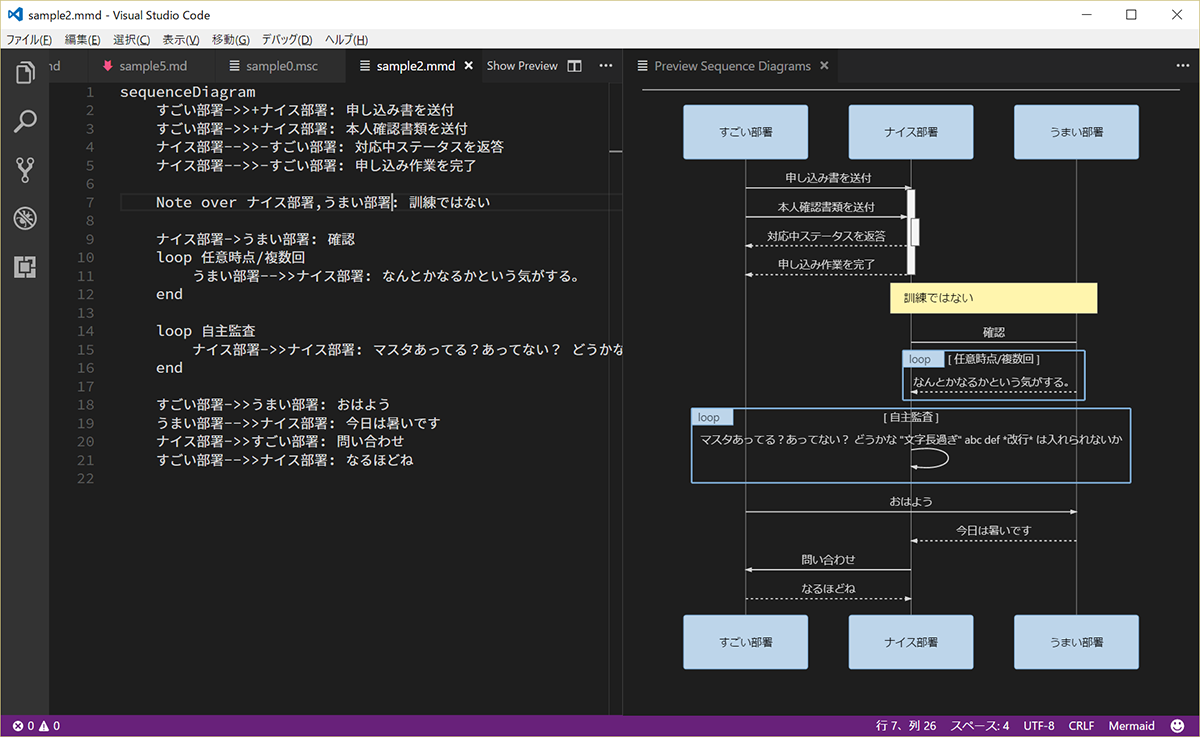 sample2.mmd - Visual Studio Code
ファイル(F) 編集(E) 選択(C) 表示(V) 移動(G) デバッグ(D) ヘルプ(H)
nd sample5.md sample0.msc sample2.mmd × Show Preview ···
1 sequenceDiagram
2 すごい部署->>+ナイス部署: 申し込み書を送付
3 すごい部署->>+ナイス部署: 本人確認書類を送付
4 ナイス部署-->>-すごい部署: 対応中ステータスを返答
5 ナイス部署-->>-すごい部署: 申し込み作業を完了
6
7 Note over ナイス部署,うまい部署: 訓練ではない
8
9 ナイス部署->うまい部署: 確認
10 loop 任意時点/複数回
11 うまい部署-->>ナイス部署: なんとかなるかという気がする。
12 end
13
14 loop 自主監査
15 ナイス部署->>ナイス部署: マスタあってる？あってない？ どうかな
16 end
17
18 すごい部署->>うまい部署: おはよう
19 うまい部署-->>ナイス部署: 今日は暑いです
20 ナイス部署->>すごい部署: 問い合わせ
21 すごい部署-->>ナイス部署: なるほどね
22
Preview Sequence Diagrams × ···
すごい部署 ナイス部署 うまい部署
申し込み書を送付
本人確認書類を送付
対応中ステータスを返答
申し込み作業を完了
訓練ではない
確認
loop [ 任意時点/複数回 ]
なんとかなるかという気がする。
loop [ 自主監査 ]
マスタあってる？あってない？ どうかな "文字長過ぎ" abc def *改行* は入れられないか
おはよう
今日は暑いです
問い合わせ
なるほどね
すごい部署 ナイス部署 うまい部署
0 0 行 7、列 26 スペース: 4 UTF-8 CRLF Mermaid